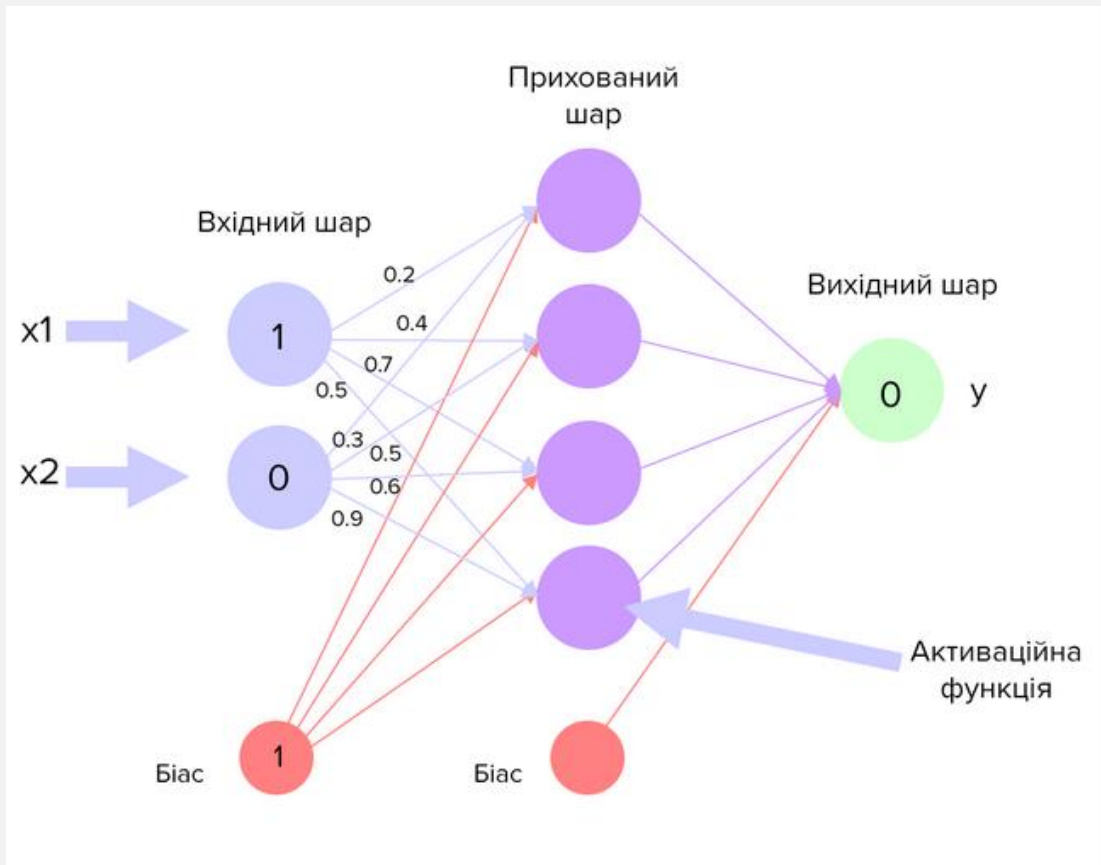 Прихований
шар
Вхідний шар
Вихідний шар
x1
1
0.2
0.4
0.7
0.5
x2
0
0.3
0.5
0.6
0.9
0
У
Активаційна
функція
Біас
1
Біас